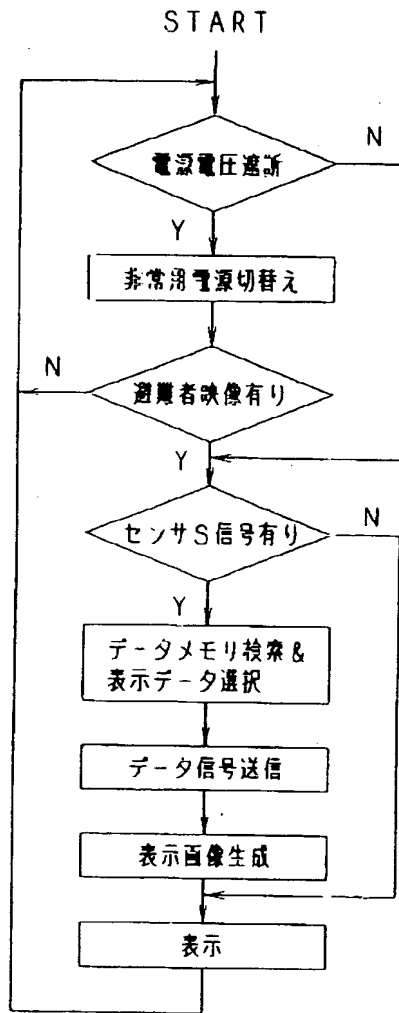 START
電源電圧遮断
N
Y
非常用電源切替え
N
避難者映像有り
Y
センサS信号有り
N
Y
データメモリ検索&
表示データ選択
データ信号送信
表示画像生成
表示